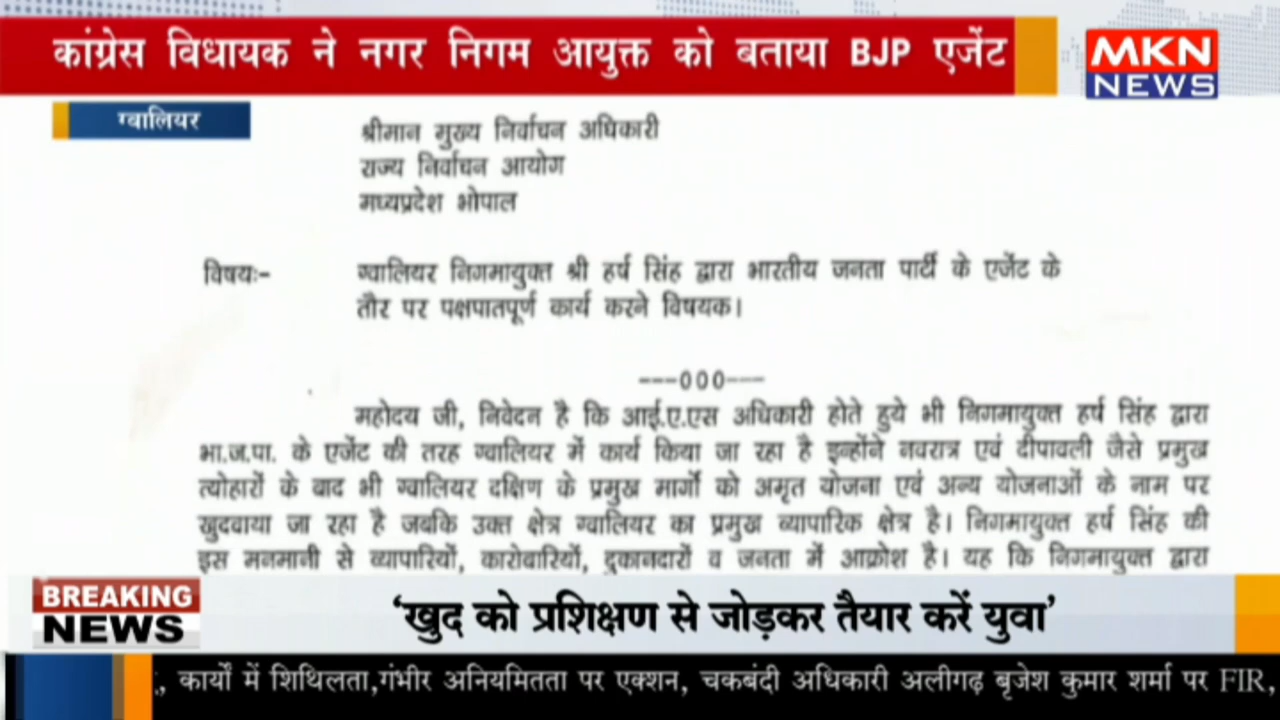 कांग्रेस विधायक ने नगर निगम आयुक्त को बताया BJP एजेंट
MKN
NEWS
ग्वालियर
श्रीमान मुख्य निर्वाचन अधिकारी
राज्य निर्वाचन आयोग
मध्यप्रदेश भोपाल
विषयः- ग्वालियर निगमायुक्त श्री हर्ष सिंह द्वारा भारतीय जनता पार्टी के एजेंट के
तौर पर पक्षपातपूर्ण कार्य करने विषयक।
---000---
महोदय जी, निवेदन है कि आई.ए.एस अधिकारी होते हुये भी निगमायुक्त हर्ष सिंह द्वारा
भा.ज.पा. के एजेंट की तरह ग्वालियर में कार्य किया जा रहा है इन्होंने नवरात्र एवं दीपावली जैसे प्रमुख
त्योहारों के बाद भी ग्वालियर दक्षिण के प्रमुख मार्गों को अमृत योजना एवं अन्य योजनाओं के नाम पर
खुदवाया जा रहा है जबकि उक्त क्षेत्र ग्वालियर का प्रमुख व्यापारिक क्षेत्र है। निगमायुक्त हर्ष सिंह की
इस मनमानी से व्यापारियों, कारोबारियों, दुकानदारों व जनता में आक्रोश है। यह कि निगमायुक्त द्वारा
BREAKING
NEWS
‘खुद को प्रशिक्षण से जोड़कर तैयार करें युवा’
, कार्यों में शिथिलता,गंभीर अनियमितता पर एक्शन, चकबंदी अधिकारी अलीगढ़ बृजेश कुमार शर्मा पर FIR,